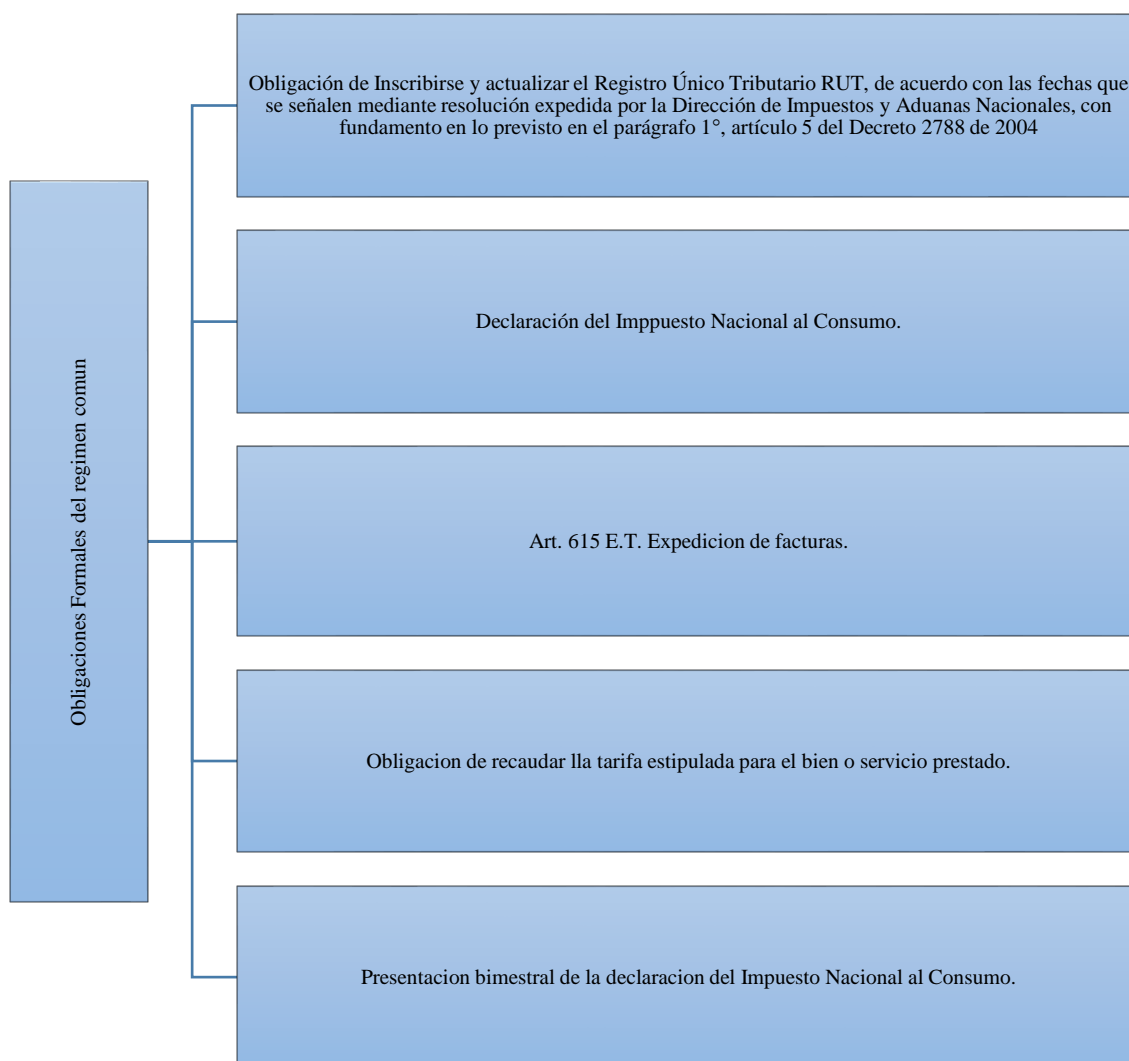 Obligación de Inscribirse y actualizar el Registro Único Tributario RUT, de acuerdo con las fechas que
se señalen mediante resolución expedida por la Dirección de Impuestos y Aduanas Nacionales, con
fundamento en lo previsto en el parágrafo 1°, artículo 5 del Decreto 2788 de 2004
Obligaciones Formales del regimen comun
Declaración del Imppuesto Nacional al Consumo.
Art. 615 E.T. Expedicion de facturas.
Obligacion de recaudar lla tarifa estipulada para el bien o servicio prestado.
Presentacion bimestral de la declaracion del Impuesto Nacional al Consumo.